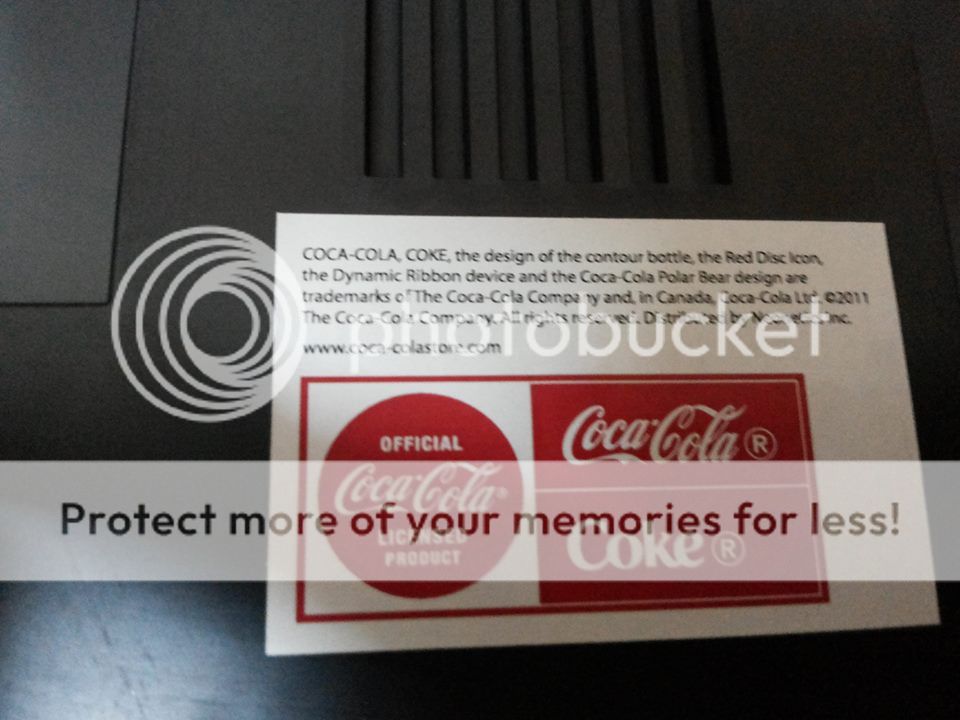 COCA-COLA, COKE, the design of the contour bottle, the Red Disc Icon,
the Dynamic Ribbon device and the Coca-Cola Polar Bear design are
trademarks of The Coca-Cola Company and, in Canada, Coca-Cola Ltd. ©2011
The Coca-Cola Company. All rights reserved. Distributed by Inc.
www.coca-colastore.com
photobucket
OFFICIAL
Coca-Cola®
LICENSED
PRODUCT
Coca-Cola®
Coke®
Protect more of your memories for less!